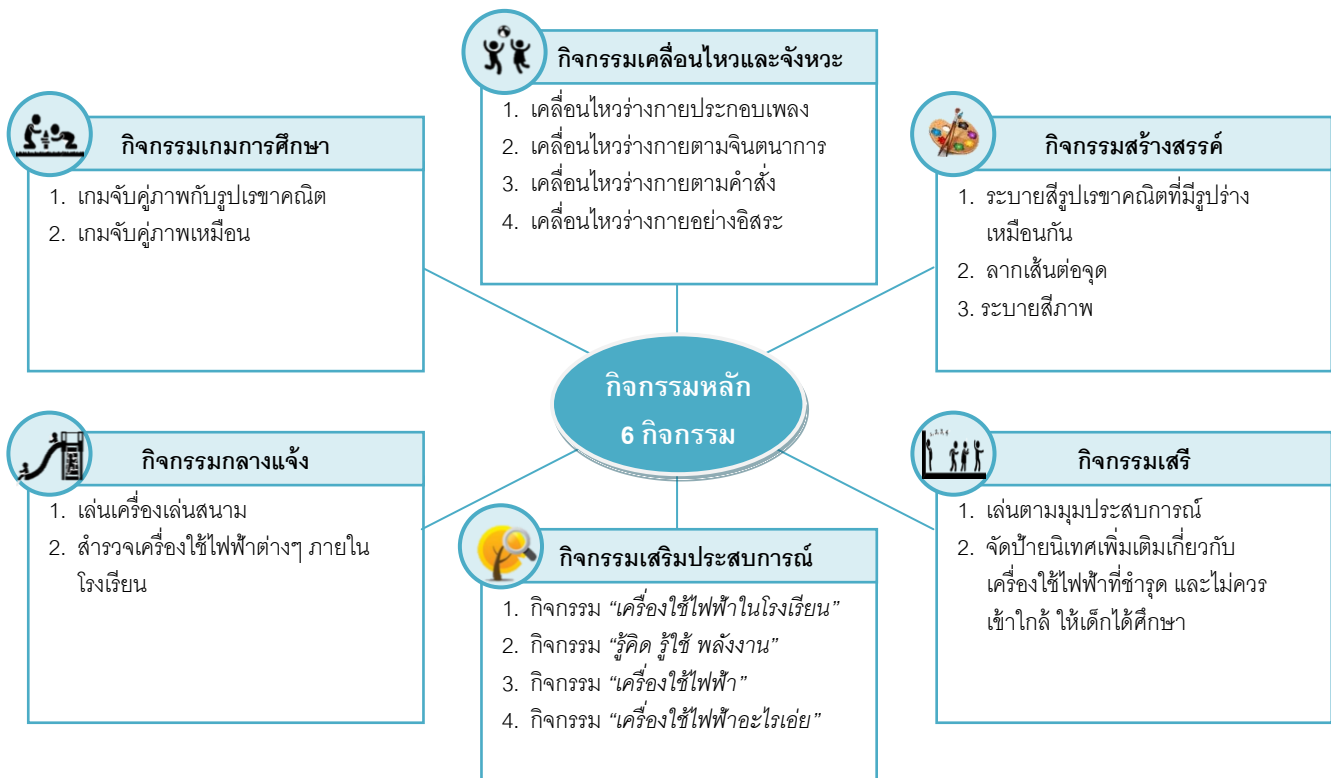 กิจกรรมเคลื่อนไหวและจังหวะ
1. เคลื่อนไหวร่างกายประกอบเพลง
2. เคลื่อนไหวร่างกายตามจินตนาการ
3. เคลื่อนไหวร่างกายตามคำสั่ง
4. เคลื่อนไหวร่างกายอย่างอิสระ
กิจกรรมเกมการศึกษา
1. เกมจับคู่ภาพกับรูปเรขาคณิต
2. เกมจับคู่ภาพเหมือน
กิจกรรมสร้างสรรค์
1. ระบายสีรูปเรขาคณิตที่มีรูปร่าง
เหมือนกัน
2. ลากเส้นต่อจุด
3. ระบายสีภาพ
กิจกรรมหลัก
6 กิจกรรม
กิจกรรมกลางแจ้ง
1. เล่นเครื่องเล่นสนาม
2. สำรวจเครื่องใช้ไฟฟ้าต่างๆ ภายใน
โรงเรียน
กิจกรรมเสริมประสบการณ์
1. กิจกรรม “เครื่องใช้ไฟฟ้าในโรงเรียน”
2. กิจกรรม “รู้คิด รู้ใช้ พลังงาน”
3. กิจกรรม “เครื่องใช้ไฟฟ้า”
4. กิจกรรม “เครื่องใช้ไฟฟ้าอะไรเอ่ย”
กิจกรรมเสรี
1. เล่นตามมุมประสบการณ์
2. จัดป้ายนิเทศเพิ่มเติมเกี่ยวกับ
เครื่องใช้ไฟฟ้าที่ชำรุด และไม่ควร
เข้าใกล้ ให้เด็กได้ศึกษา